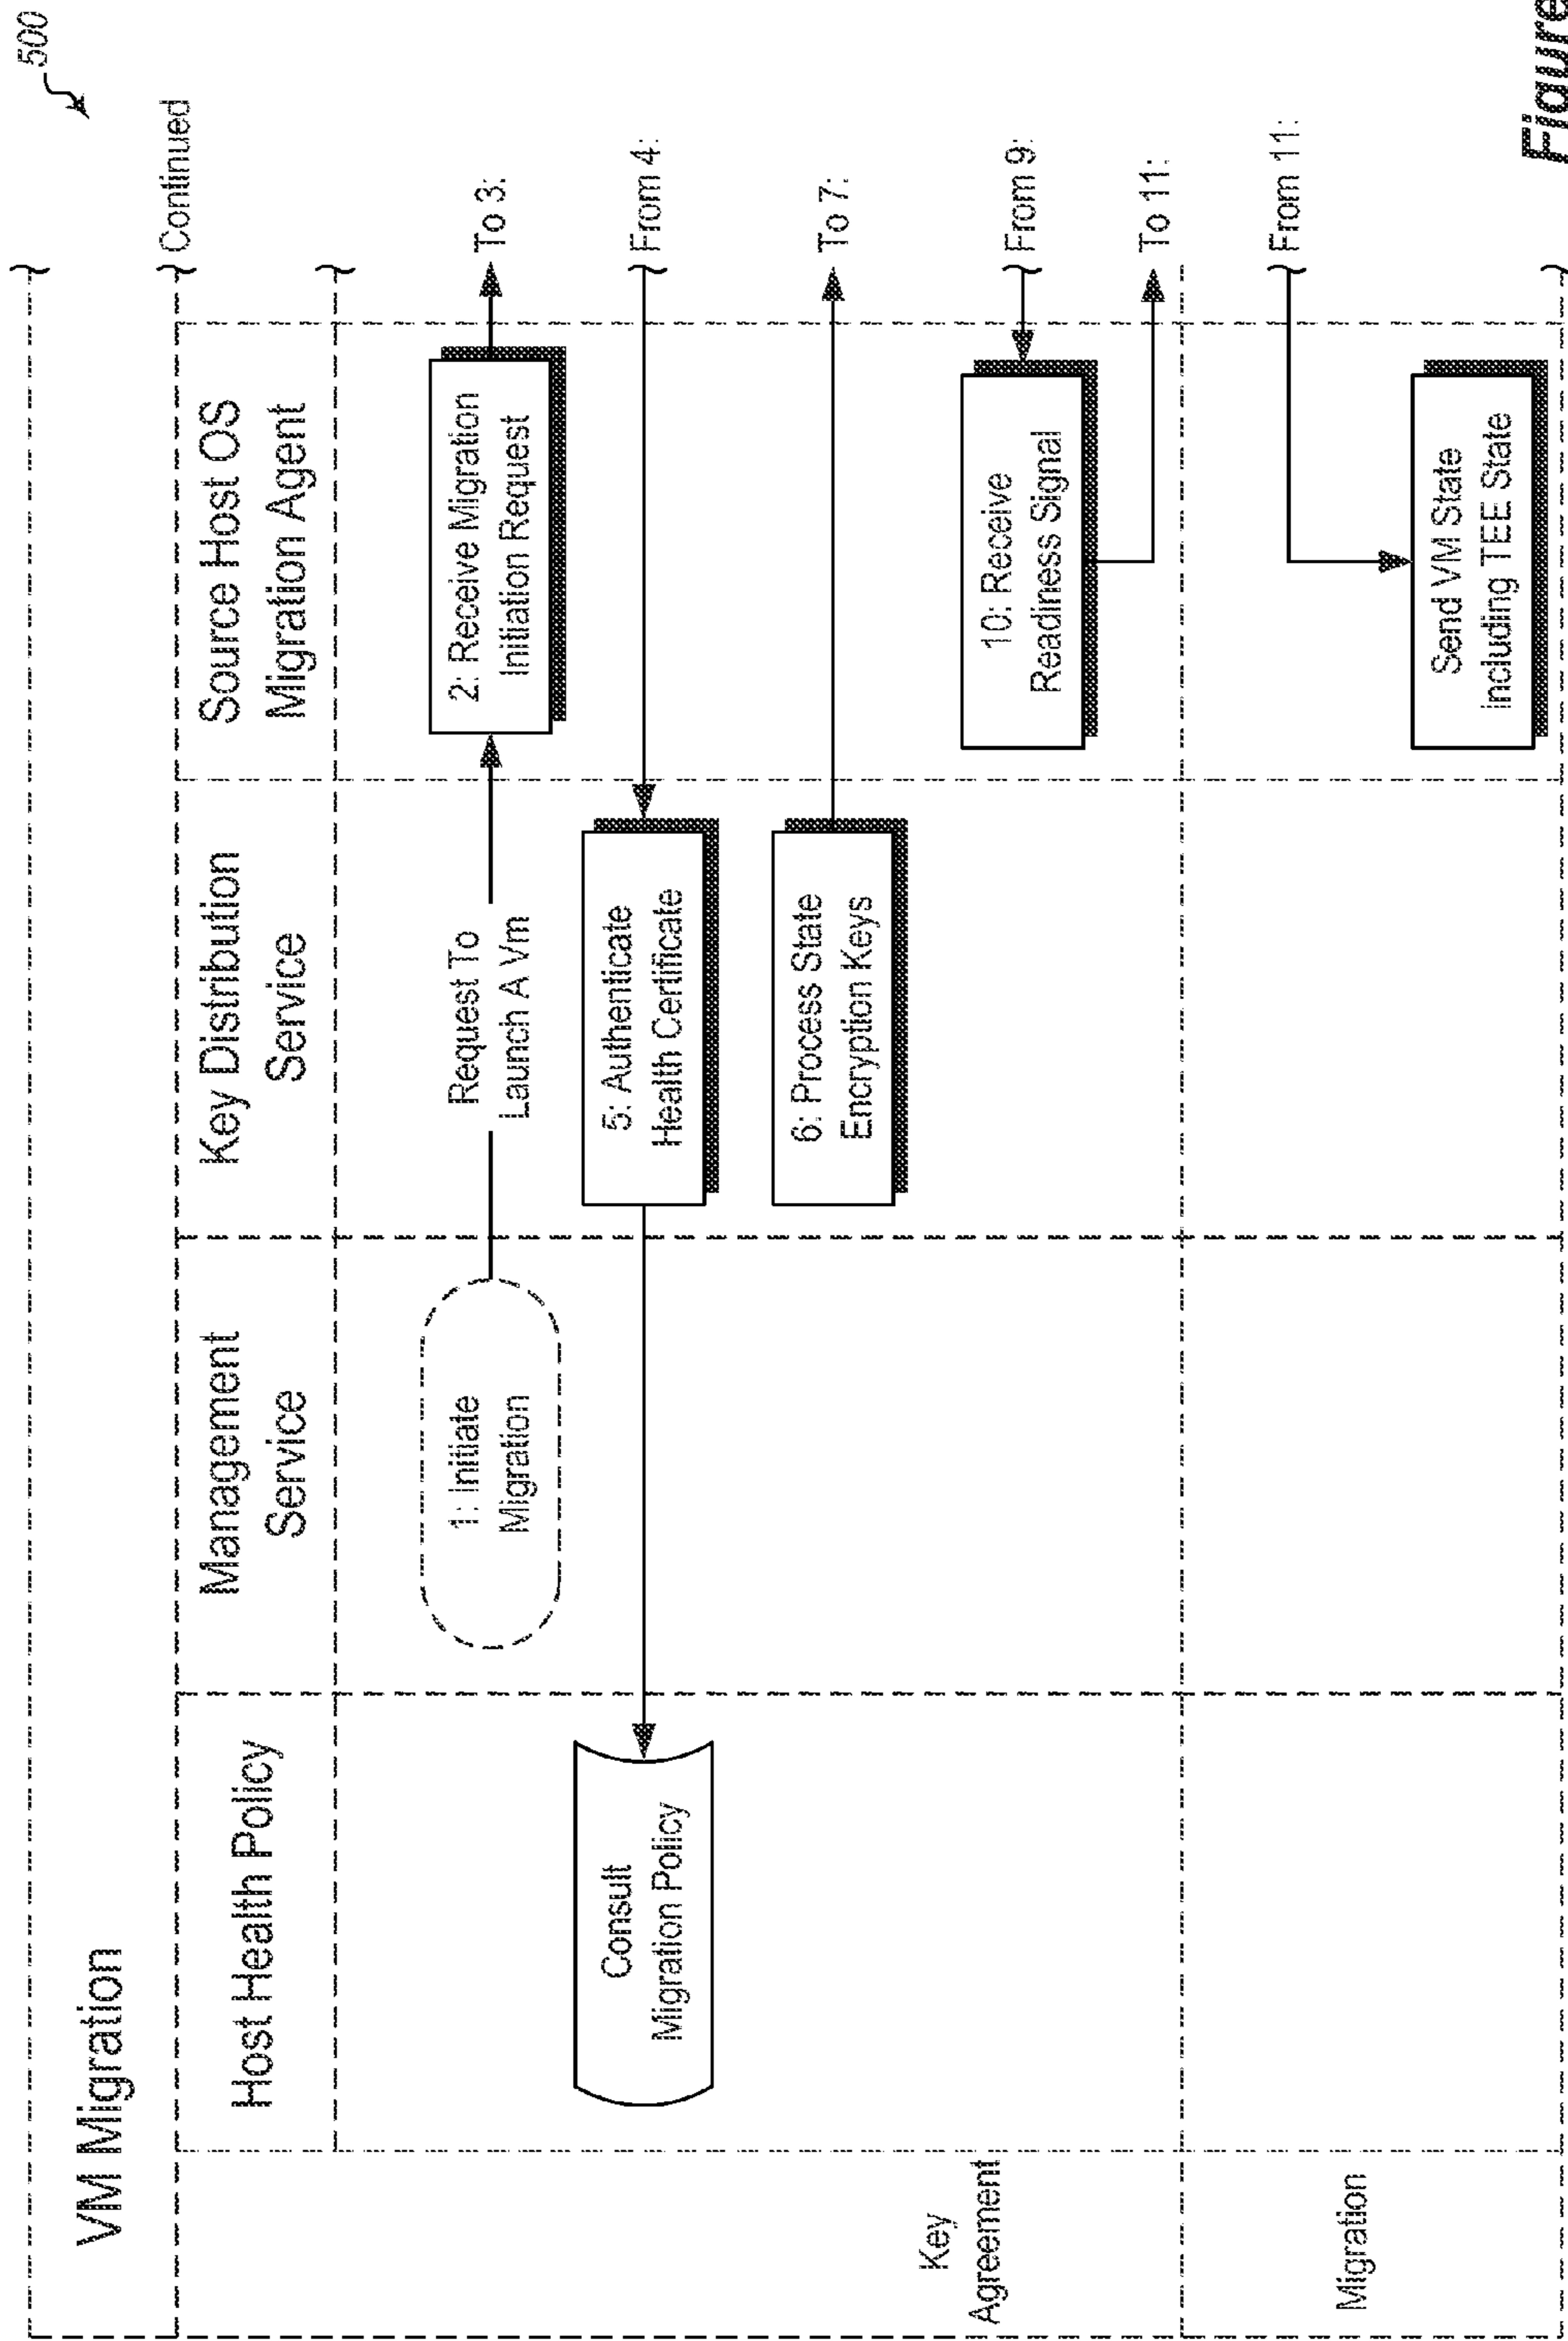 500
VM Migration
Continued
Host Health Policy
Management
Service
Key Distribution
Service
Source Host OS
Migration Agent
1: Initiate
Migration
Request To
Launch A Vm
2: Receive Migration
Initiation Request
To 3:
Consult
Migration Policy
5: Authenticate
Health Certificate
From 4:
6: Process State
Encryption Keys
To 7:
Key
Agreement
10: Receive
Readiness Signal
From 9:
To 11:
Migration
From 11:
Send VM State
including TEE State
Figure